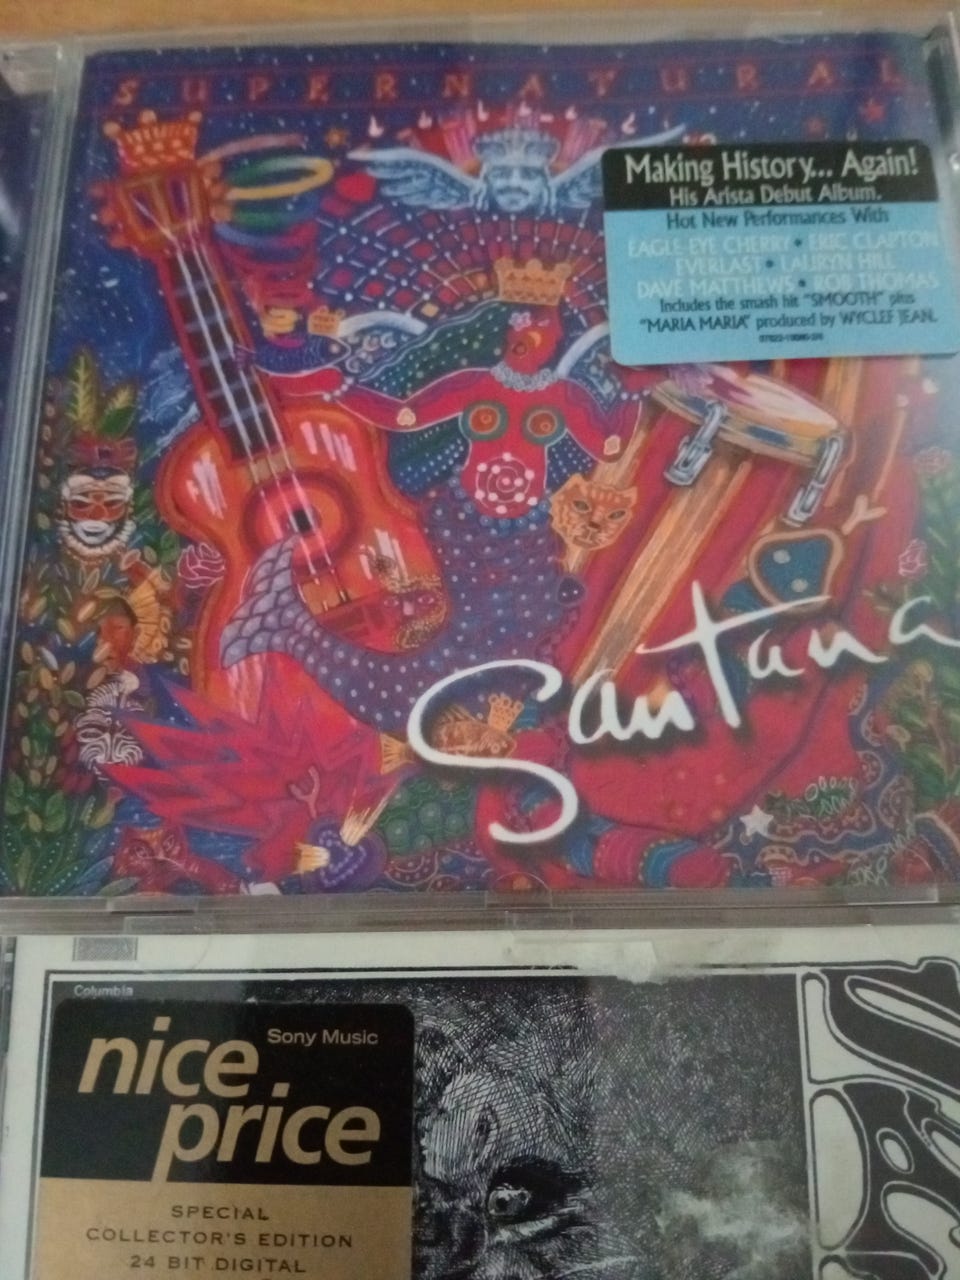 SUPERNATURAL
Making History... Again!
His Arista Debut Album.
Hot New Performances With
EAGLE-EYE CHERRY • ERIC CLAPTON
EVERLAST • LAURYN HILL
DAVE MATTHEWS • ROB THOMAS
Includes the smash hit "SMOOTH" plus
"MARIA MARIA" produced by WYCLEF JEAN.
Santana
Columbia
nice
Sony Music
price
SPECIAL
COLLECTOR'S EDITION
24 BIT DIGITAL